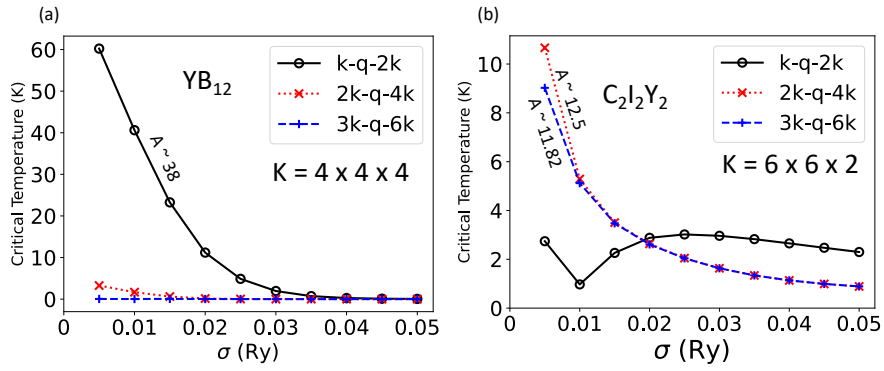 (a)
60
50
40
30
20
10
0
Critical Temperature (K)
0
0.01
0.02
0.03
0.04
0.05
σ (Ry)
YB₁₂
k-q-2k
2k-q-4k
3k-q-6k
A ~ 38
K = 4 x 4 x 4
(b)
10
8
6
4
2
0
Critical Temperature (K)
0
0.01
0.02
0.03
0.04
0.05
σ (Ry)
C₂I₂Y₂
k-q-2k
2k-q-4k
3k-q-6k
A ~ 12.5
A ~ 11.82
K = 6 x 6 x 2